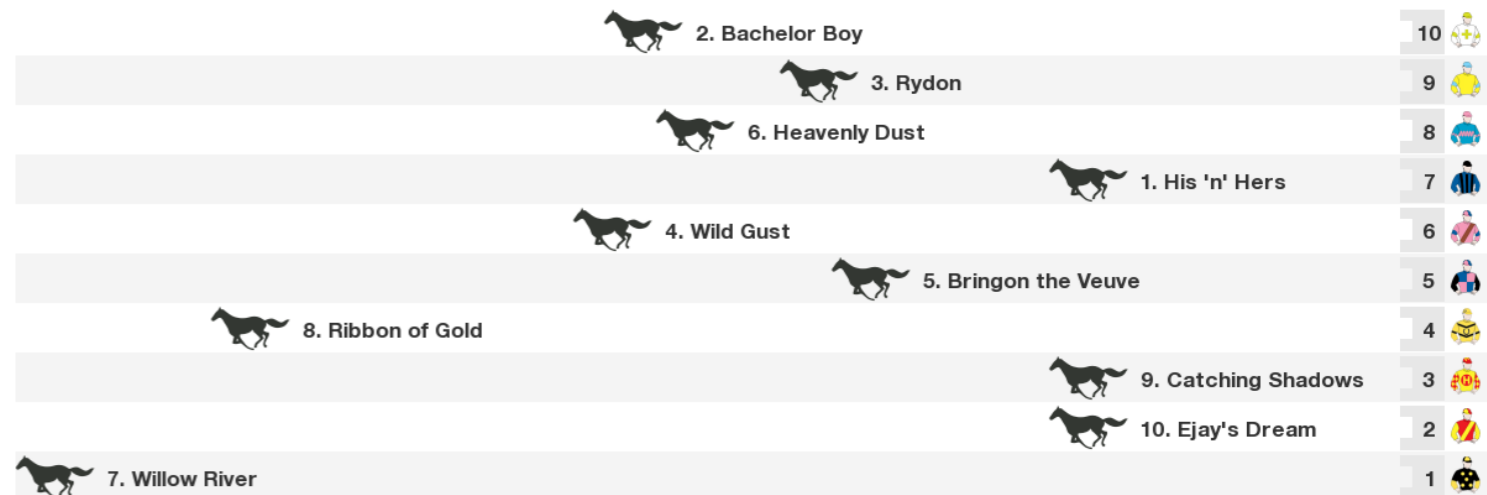 2. Bachelor Boy 10
3. Rydon 9
6. Heavenly Dust 8
1. His 'n' Hers 7
4. Wild Gust 6
5. Bringon the Veuve 5
8. Ribbon of Gold 4
9. Catching Shadows 3
10. Ejay's Dream 2
7. Willow River 1